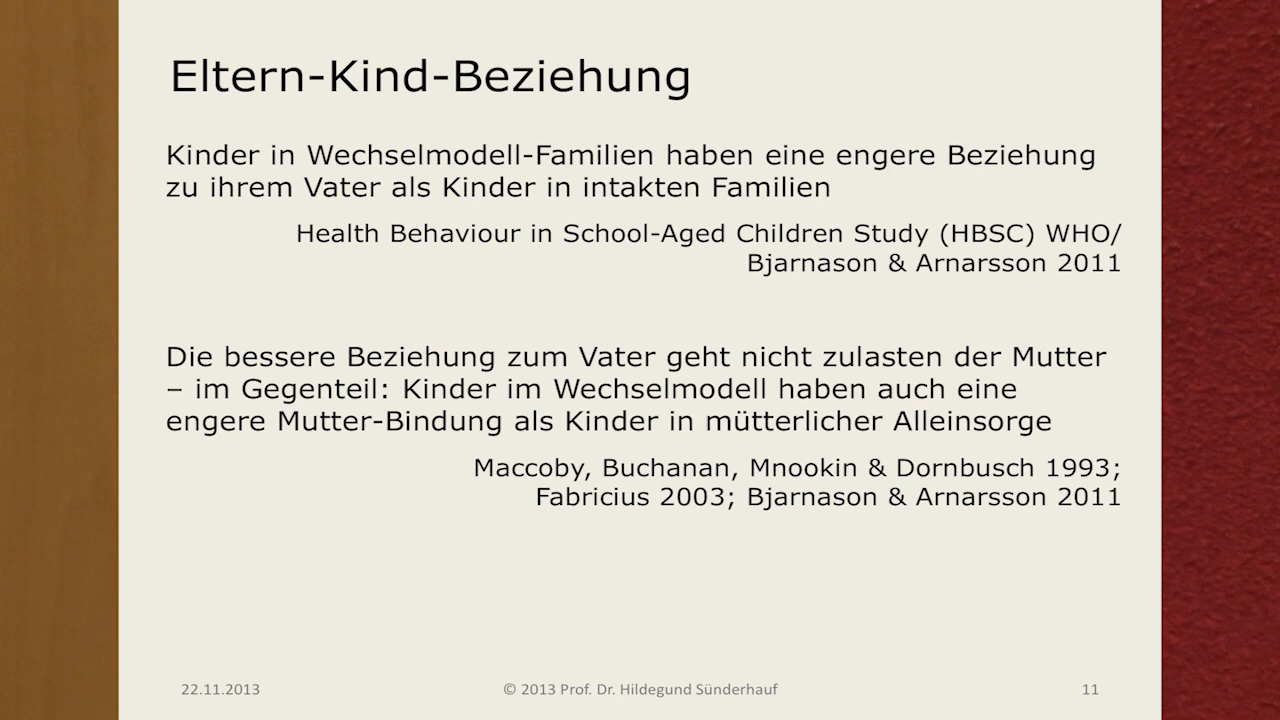 Eltern-Kind-Beziehung
Kinder in Wechselmodell-Familien haben eine engere Beziehung
zu ihrem Vater als Kinder in intakten Familien
Health Behaviour in School-Aged Children Study (HBSC) WHO/
Bjarnason & Arnarsson 2011
Die bessere Beziehung zum Vater geht nicht zulasten der Mutter
– im Gegenteil: Kinder im Wechselmodell haben auch eine
engere Mutter-Bindung als Kinder in mütterlicher Alleinsorge
Maccoby, Buchanan, Mnookin & Dornbusch 1993;
Fabricius 2003; Bjarnason & Arnarsson 2011
22.11.2013
© 2013 Prof. Dr. Hildegund Sünderhauf
11